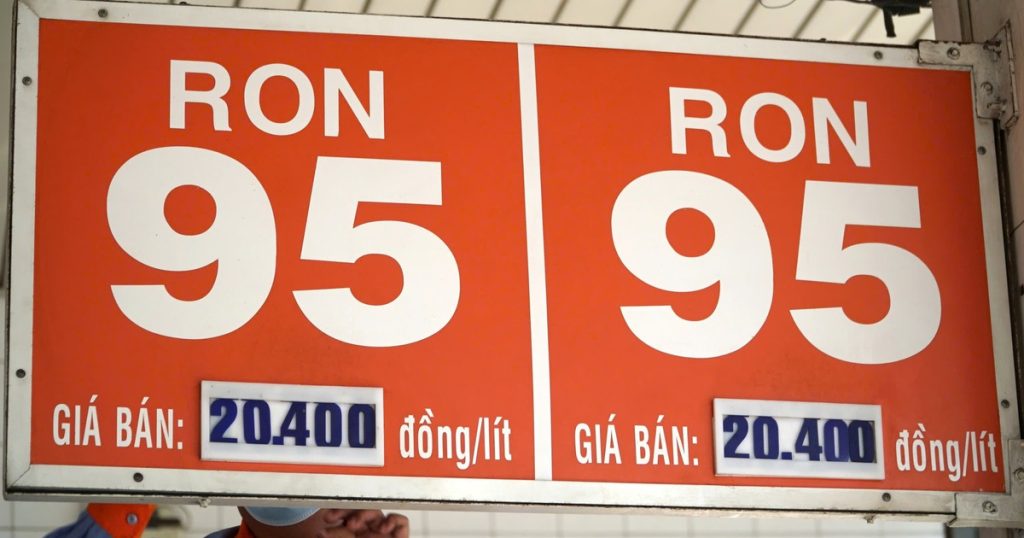 RON
95
GIÁ BÁN: 20.400 đồng/lít
RON
95
GIÁ BÁN: 20.400 đồng/lít